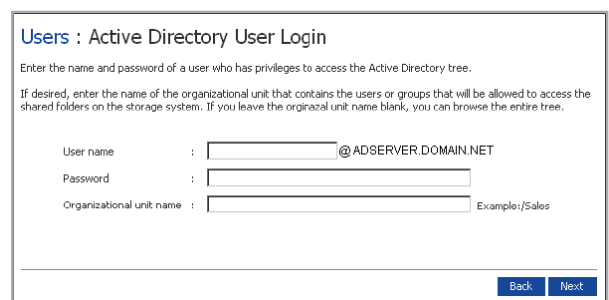 Users : Active Directory User Login
Enter the name and password of a user who has privileges to access the Active Directory tree.
If desired, enter the name of the organizational unit that contains the users or groups that will be allowed to access the
shared folders on the storage system. If you leave the orginazal unit name blank, you can browse the entire tree.
User name : @ ADSERVER.DOMAIN.NET
Password :
Organizational unit name : Example:/Sales
Back Next